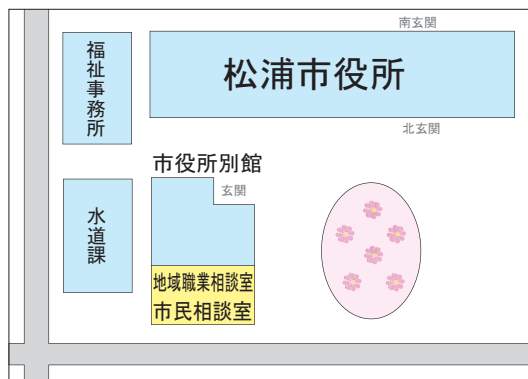 南玄関
福祉事務所
松浦市役所
北玄関
市役所別館
玄関
水道課
地域職業相談室
市民相談室